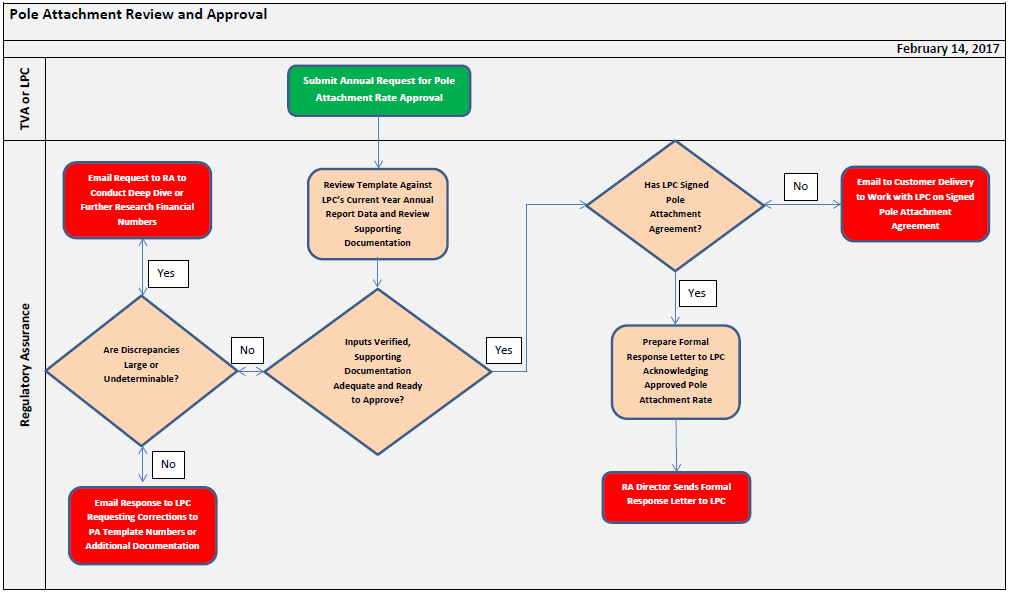 Pole Attachment Review and Approval
February 14, 2017
TVA or LPC
Submit Annual Request for Pole
Attachment Rate Approval
Regulatory Assurance
Email Request to RA to
Conduct Deep Dive or
Further Research Financial
Numbers
Yes
Are Discrepancies
Large or
Undeterminable?
No
Email Response to LPC
Requesting Corrections to
PA Template Numbers or
Additional Documentation
No
Review Template Against
LPC's Current Year Annual
Report Data and Review
Supporting
Documentation
Inputs Verified,
Supporting
Documentation
Adequate and Ready
to Approve?
Yes
Has LPC Signed
Pole
Attachment
Agreement?
No
Email to Customer Delivery
to Work with LPC on Signed
Pole Attachment
Agreement
Yes
Prepare Formal
Response Letter to LPC
Acknowledging
Approved Pole
Attachment Rate
RA Director Sends Formal
Response Letter to LPC